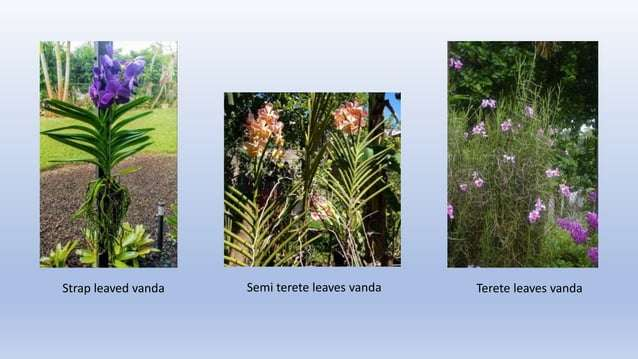 Strap leaved vanda
Semi terete leaves vanda
Terete leaves vanda